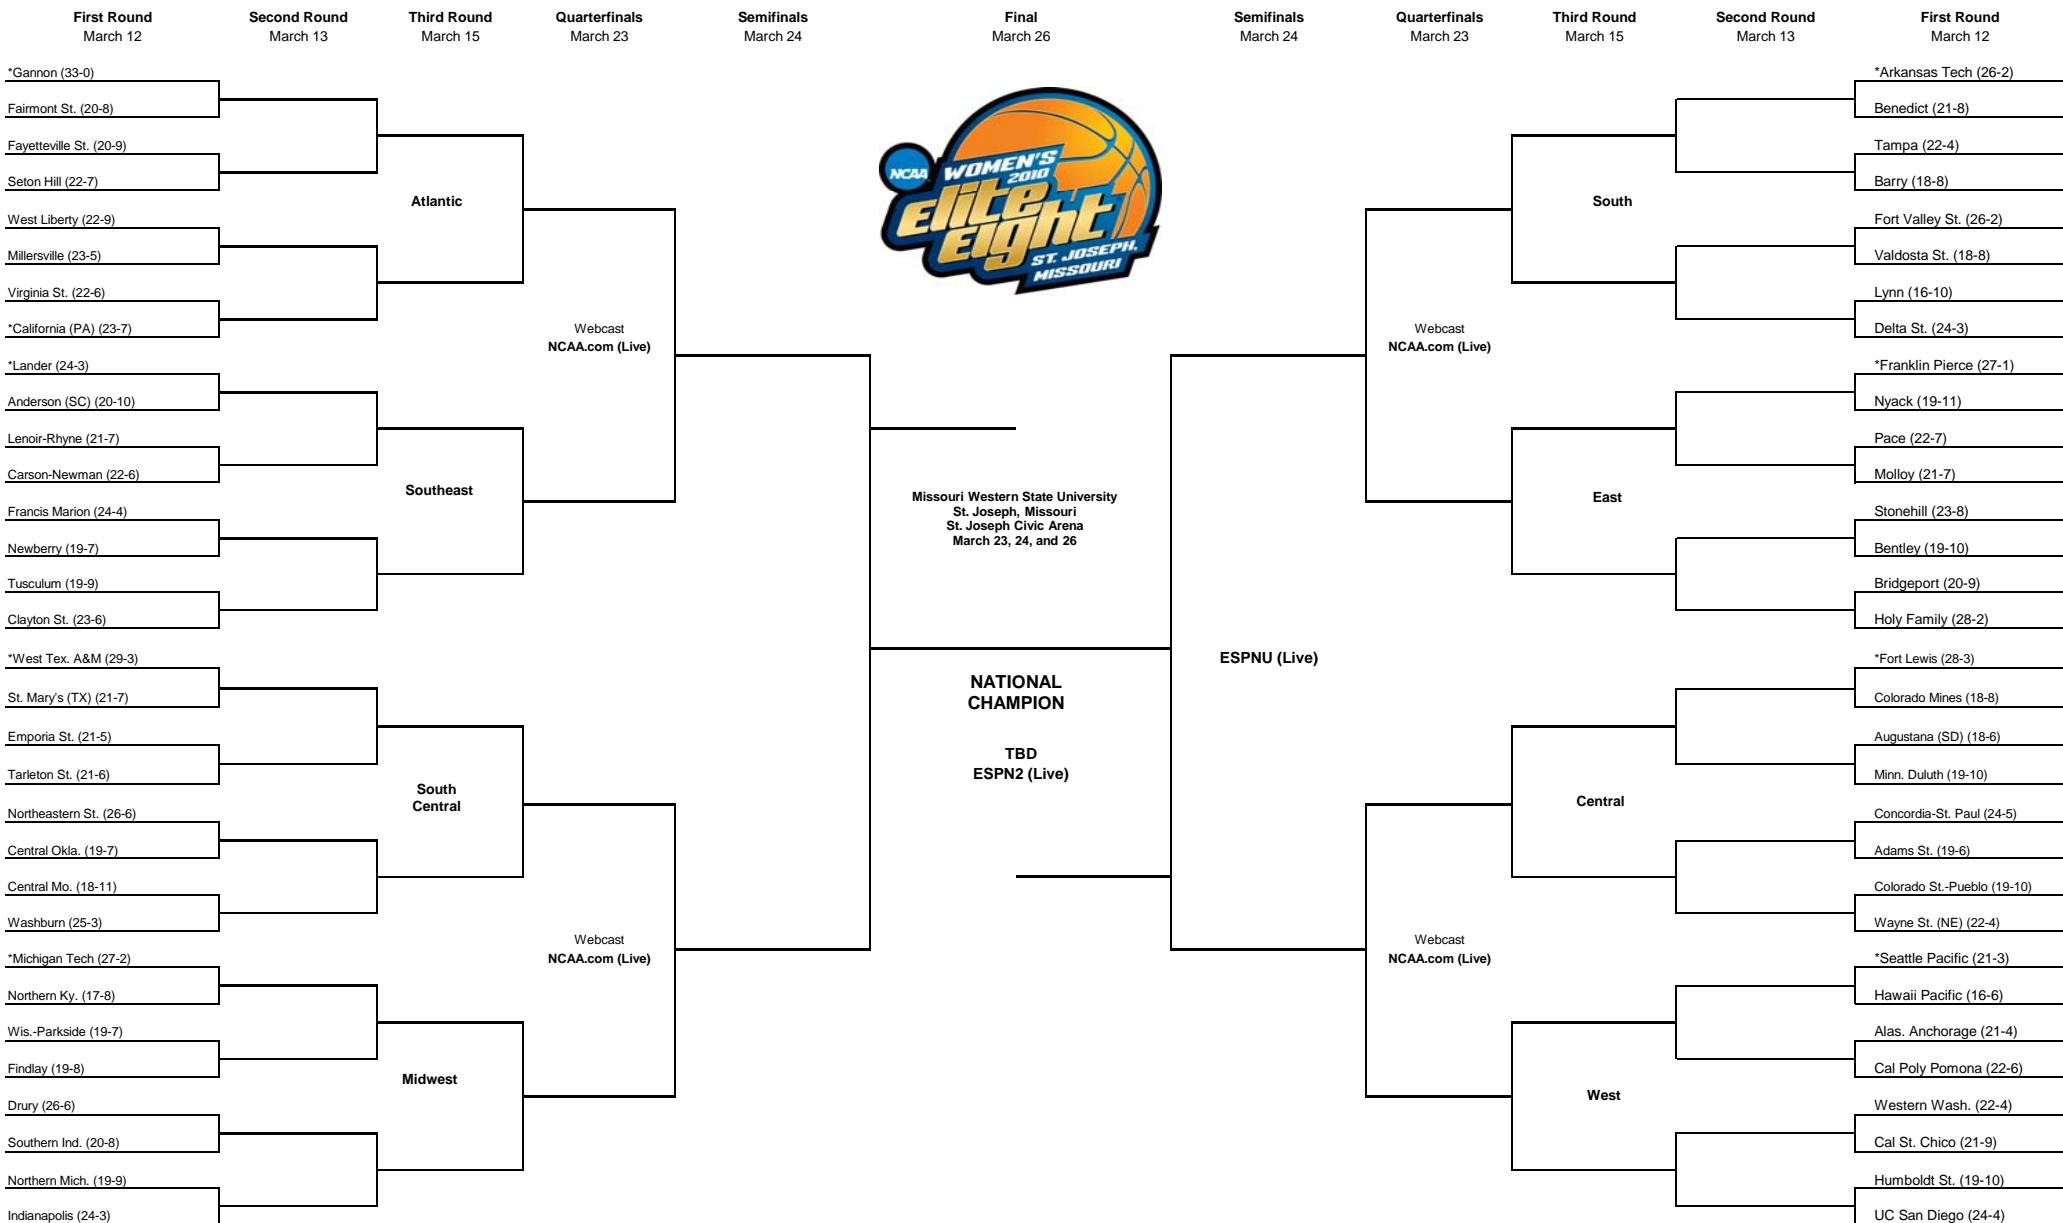 First Round
March 12
Second Round
March 13
Third Round
March 15
Quarterfinals
March 23
Semifinals
March 24
Final
March 26
Semifinals
March 24
Quarterfinals
March 23
Third Round
March 15
Second Round
March 13
First Round
March 12
*Gannon (33-0)
Fairmont St. (20-8)
Fayetteville St. (20-9)
Seton Hill (22-7)
West Liberty (22-9)
Millersville (23-5)
Virginia St. (22-6)
*California (PA) (23-7)
Atlantic
*Lander (24-3)
Anderson (SC) (20-10)
Lenoir-Rhyne (21-7)
Carson-Newman (22-6)
Francis Marion (24-4)
Newberry (19-7)
Tusculum (19-9)
Clayton St. (23-6)
Southeast
Webcast
NCAA.com (Live)
*West Tex. A&M (29-3)
St. Mary's (TX) (21-7)
Emporia St. (21-5)
Tarleton St. (21-6)
Northeastern St. (26-6)
Central Okla. (19-7)
Central Mo. (18-11)
Washburn (25-3)
South
Central
*Michigan Tech (27-2)
Northern Ky. (17-8)
Wis.-Parkside (19-7)
Findlay (19-8)
Drury (26-6)
Southern Ind. (20-8)
Northern Mich. (19-9)
Indianapolis (24-3)
Midwest
Webcast
NCAA.com (Live)
NCAA
WOMEN'S
2010
elite
eight
ST. JOSEPH,
MISSOURI
Missouri Western State University
St. Joseph, Missouri
St. Joseph Civic Arena
March 23, 24, and 26
NATIONAL
CHAMPION
TBD
ESPN2 (Live)
ESPNU (Live)
Webcast
NCAA.com (Live)
South
*Arkansas Tech (26-2)
Benedict (21-8)
Tampa (22-4)
Barry (18-8)
Fort Valley St. (26-2)
Valdosta St. (18-8)
Lynn (16-10)
Delta St. (24-3)
East
*Franklin Pierce (27-1)
Nyack (19-11)
Pace (22-7)
Molloy (21-7)
Stonehill (23-8)
Bentley (19-10)
Bridgeport (20-9)
Holy Family (28-2)
Webcast
NCAA.com (Live)
Central
*Fort Lewis (28-3)
Colorado Mines (18-8)
Augustana (SD) (18-6)
Minn. Duluth (19-10)
Concordia-St. Paul (24-5)
Adams St. (19-6)
Colorado St.-Pueblo (19-10)
Wayne St. (NE) (22-4)
West
*Seattle Pacific (21-3)
Hawaii Pacific (16-6)
Alas. Anchorage (21-4)
Cal Poly Pomona (22-6)
Western Wash. (22-4)
Cal St. Chico (21-9)
Humboldt St. (19-10)
UC San Diego (24-4)